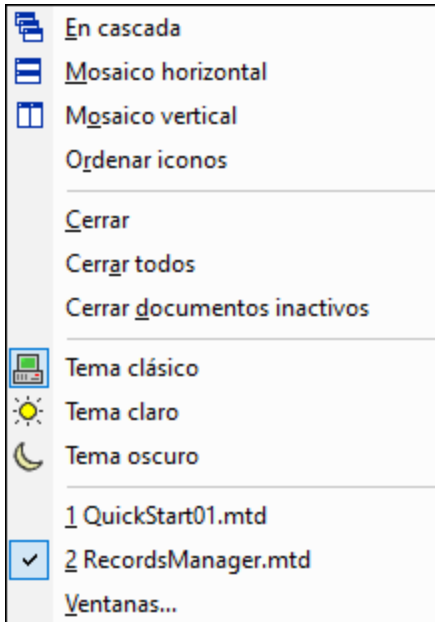 En cascada
Mosaico horizontal
Mosaico vertical
Ordenar iconos
Cerrar
Cerrar todos
Cerrar documentos inactivos
Tema clásico
Tema claro
Tema oscuro
1 QuickStart01.mtd
2 RecordsManager.mtd
Ventanas...